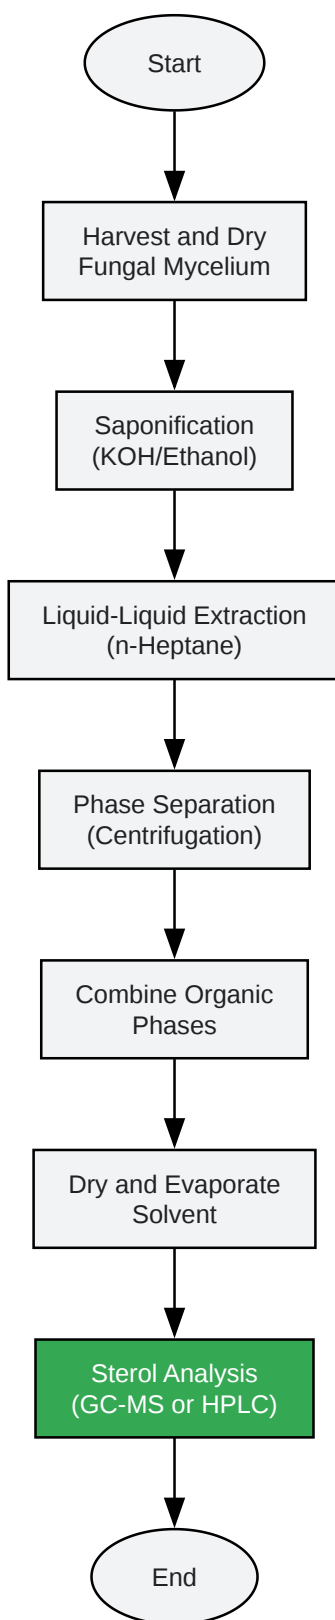 Start
Harvest and Dry
Fungal Mycelium
Saponification
(KOH/Ethanol)
Liquid-Liquid Extraction
(n-Heptane)
Phase Separation
(Centrifugation)
Combine Organic
Phases
Dry and Evaporate
Solvent
Sterol Analysis
(GC-MS or HPLC)
End